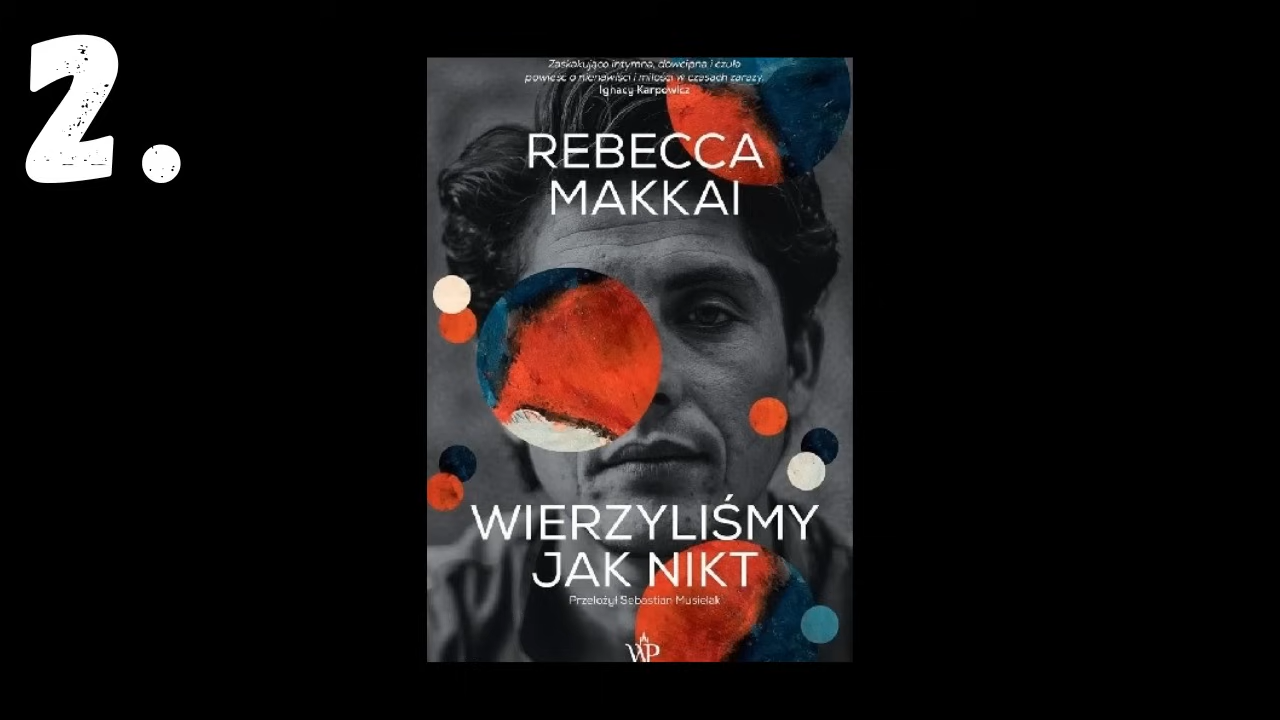 2.
Zaskakująco intymna, dowcipna i czuła
powieść o nienawiści i miłości w czasach zarazy.
Ignacy Karpowicz
REBECCA
MAKKAI
WIERZYLIŚMY
JAK NIKT
Przełożył Sebastian Musielak
WP